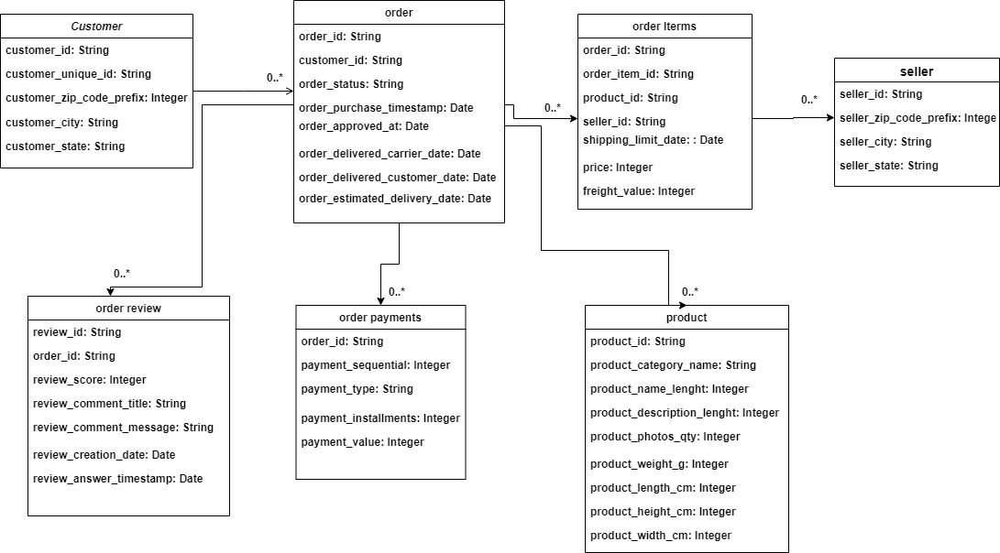 Customer
customer_id: String
customer_unique_id: String
customer_zip_code_prefix: Integer
customer_city: String
customer_state: String
0..*
order
order_id: String
customer_id: String
order_status: String
order_purchase_timestamp: Date
order_approved_at: Date
order_delivered_carrier_date: Date
order_delivered_customer_date: Date
order_estimated_delivery_date: Date
0..*
order Iterms
order_id: String
order_item_id: String
product_id: String
seller_id: String
shipping_limit_date: : Date
price: Integer
freight_value: Integer
0..*
seller
seller_id: String
seller_zip_code_prefix: Intege
seller_city: String
seller_state: String
0..*
order review
review_id: String
order_id: String
review_score: Integer
review_comment_title: String
review_comment_message: String
review_creation_date: Date
review_answer_timestamp: Date
0..*
order payments
order_id: String
payment_sequential: Integer
payment_type: String
payment_installments: Integer
payment_value: Integer
0..*
product
product_id: String
product_category_name: String
product_name_lenght: Integer
product_description_lenght: Integer
product_photos_qty: Integer
product_weight_g: Integer
product_length_cm: Integer
product_height_cm: Integer
product_width_cm: Integer